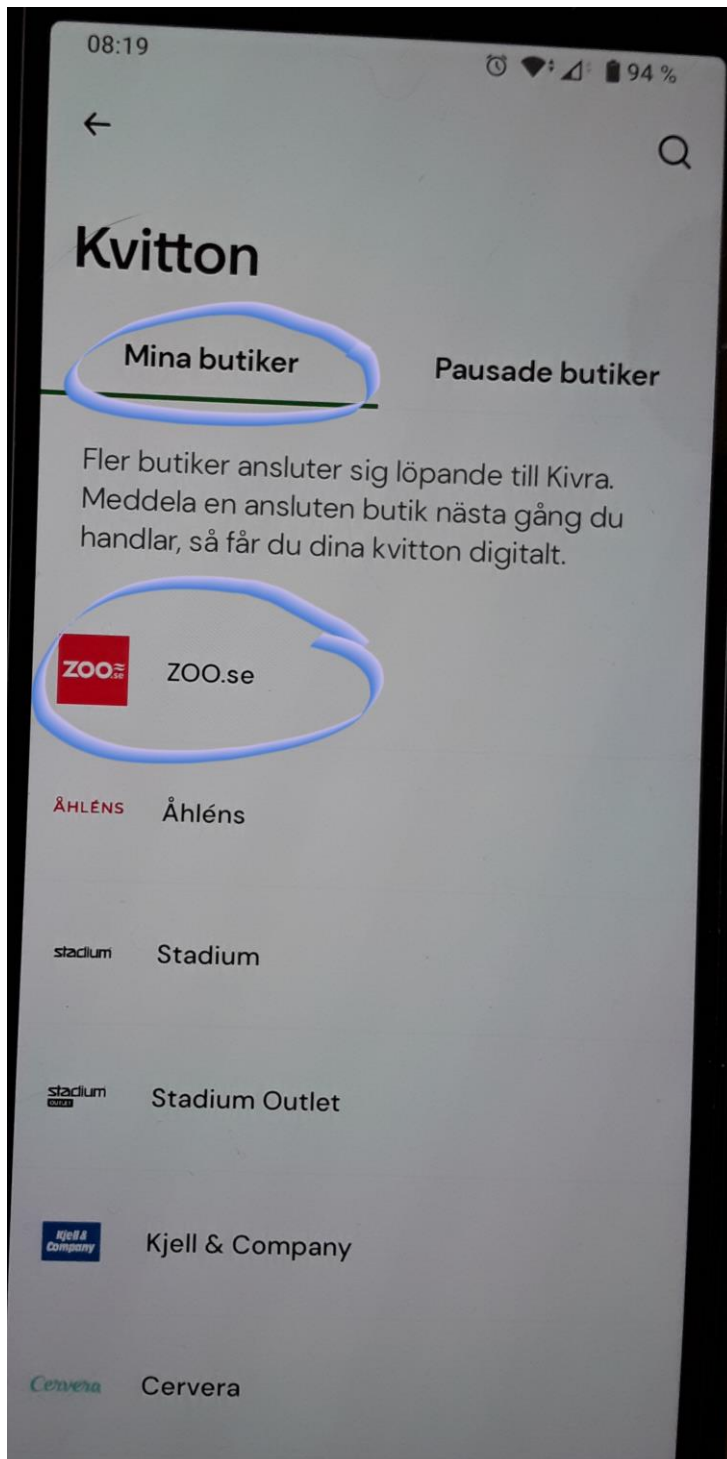 08:19
94 %
Kvitton
Mina butiker
Pausade butiker
Fler butiker ansluter sig löpande till Kivra.
Meddela en ansluten butik nästa gång du
handlar, så får du dina kvitton digitalt.
ZOO.se
ZOO.se
ÅHLÉNS
Åhléns
stadium
Stadium
stadium
OUTLET
Stadium Outlet
Kjell &
Company
Kjell & Company
Cervera
Cervera